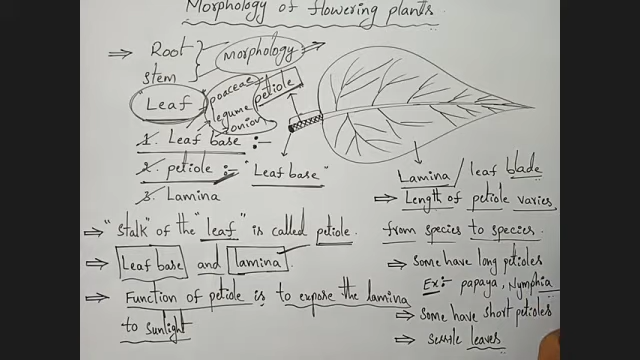 Morphology of flowering plants.
⇒ Root
stem
morphology
"Leaf"
poaceae
legume
onion
petiole
1. Leaf base :-
2. petiole :- "Leaf base"
3. Lamina
Lamina / leaf blade
⇒ "stalk" of the "leaf" is called petiole.
⇒ Leaf base and lamina.
⇒ Function of petiole is to expose the lamina
to sunlight
⇒ Length of petiole varies
from species to species.
⇒ some have long petioles
Ex:- papaya, Nymphia
⇒ some have short petioles
⇒ sessile leaves